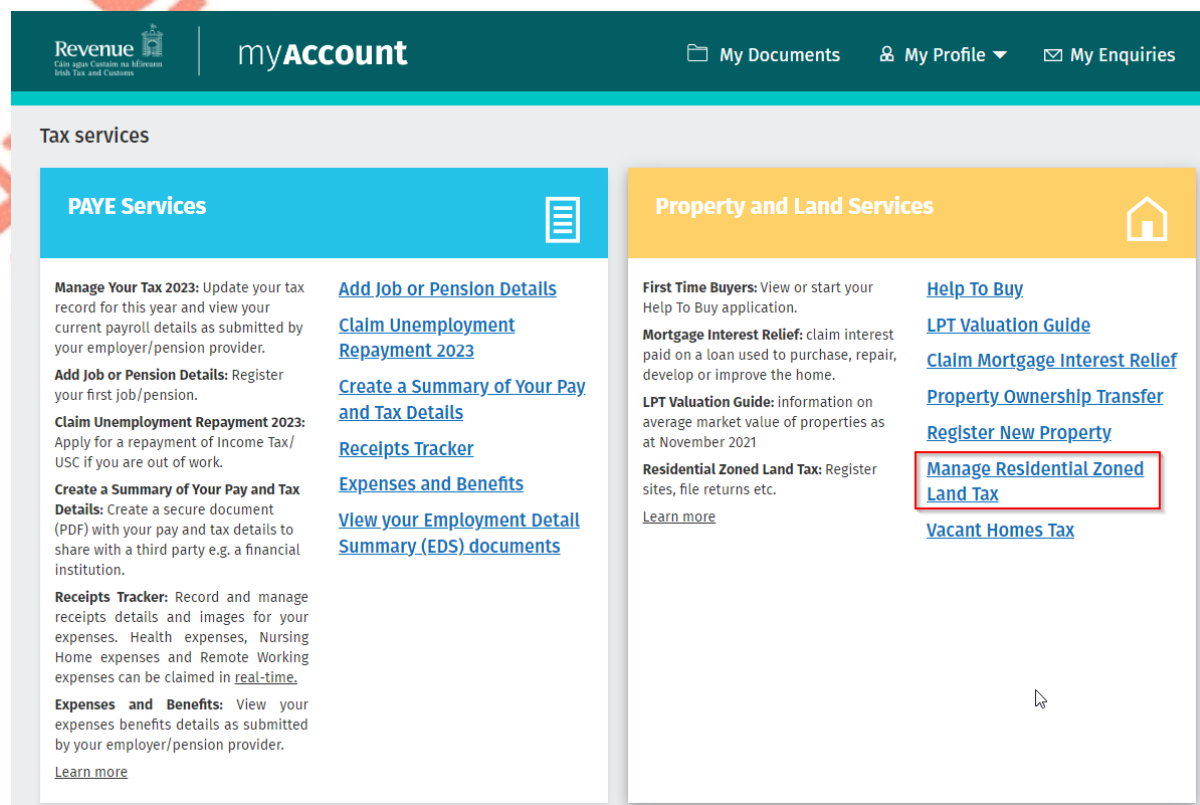 Revenue
Cáin agus Custaim na hÉireann
Irish Tax and Customs
myAccount
My Documents
My Profile
My Enquiries
Tax services
PAYE Services
Manage Your Tax 2023: Update your tax
record for this year and view your
current payroll details as submitted by
your employer/pension provider.
Add Job or Pension Details: Register
your first job/pension.
Claim Unemployment Repayment 2023:
Apply for a repayment of Income Tax/
USC if you are out of work.
Create a Summary of Your Pay and Tax
Details: Create a secure document
(PDF) with your pay and tax details to
share with a third party e.g. a financial
institution.
Receipts Tracker: Record and manage
receipts details and images for your
expenses. Health expenses, Nursing
Home expenses and Remote Working
expenses can be claimed in real-time.
Expenses and Benefits: View your
expenses benefits details as submitted
by your employer/pension provider.
Learn more
Add Job or Pension Details
Claim Unemployment
Repayment 2023
Create a Summary of Your Pay
and Tax Details
Receipts Tracker
Expenses and Benefits
View your Employment Detail
Summary (EDS) documents
Property and Land Services
First Time Buyers: View or start your
Help To Buy application.
Mortgage Interest Relief: claim interest
paid on a loan used to purchase, repair,
develop or improve the home.
LPT Valuation Guide: information on
average market value of properties as
at November 2021
Residential Zoned Land Tax: Register
sites, file returns etc.
Learn more
Help To Buy
LPT Valuation Guide
Claim Mortgage Interest Relief
Property Ownership Transfer
Register New Property
Manage Residential Zoned
Land Tax
Vacant Homes Tax